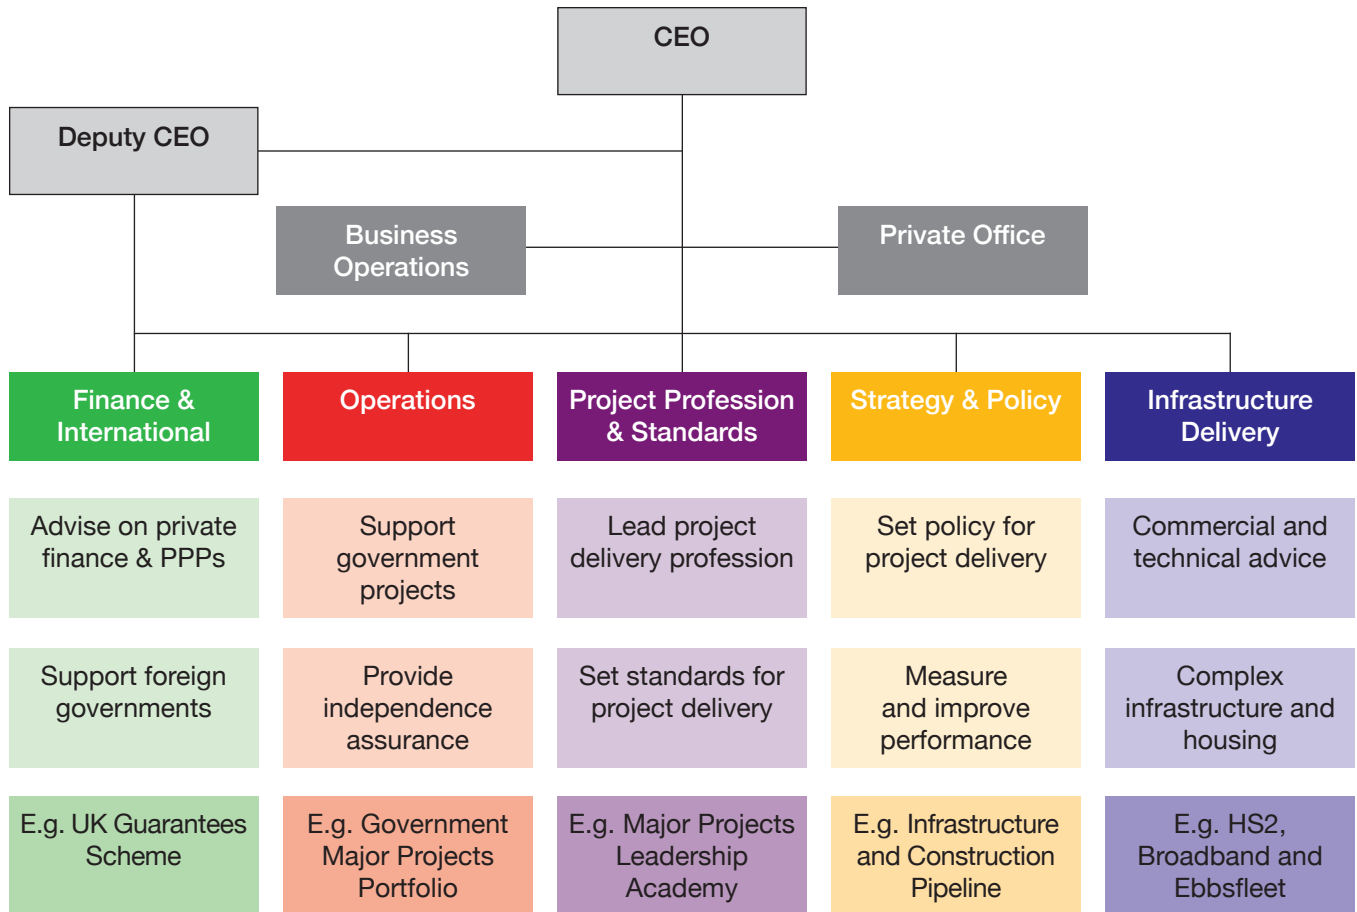 CEO
Deputy CEO
Business
Operations
Private Office
Finance &
International
Operations
Project Profession
& Standards
Strategy & Policy
Infrastructure
Delivery
Advise on private
finance & PPPs
Support
government
projects
Lead project
delivery profession
Set policy for
project delivery
Commercial and
technical advice
Support foreign
governments
Provide
independence
assurance
Set standards for
project delivery
Measure
and improve
performance
Complex
infrastructure and
housing
E.g. UK Guarantees
Scheme
E.g. Government
Major Projects
Portfolio
E.g. Major Projects
Leadership
Academy
E.g. Infrastructure
and Construction
Pipeline
E.g. HS2,
Broadband and
Ebbsfleet